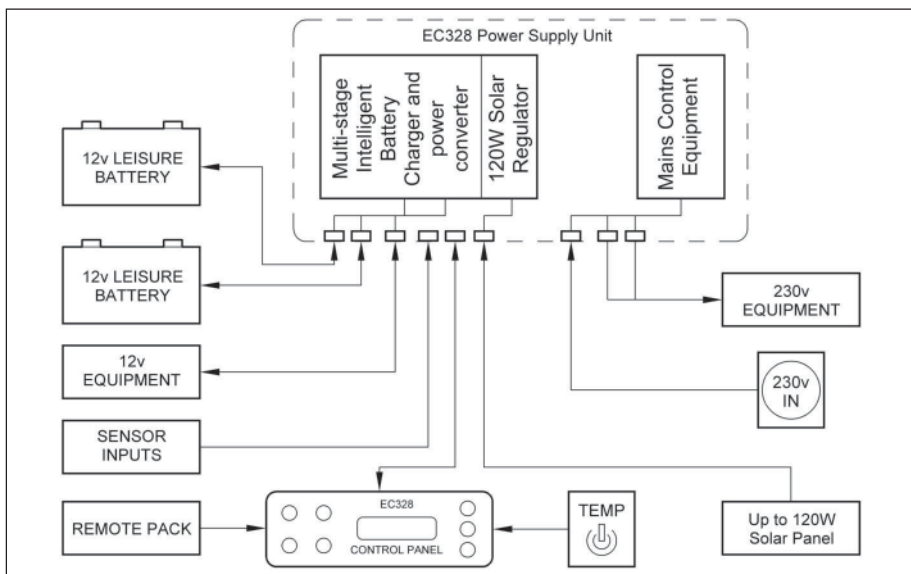 EC328 Power Supply Unit
Multi-stage
Intelligent
Battery
Charger and
power
converter
120W Solar
Regulator
Mains Control
Equipment
12v LEISURE
BATTERY
12v LEISURE
BATTERY
12v
EQUIPMENT
SENSOR
INPUTS
REMOTE PACK
EC328
CONTROL PANEL
TEMP
230v
EQUIPMENT
230v
IN
Up to 120W
Solar Panel